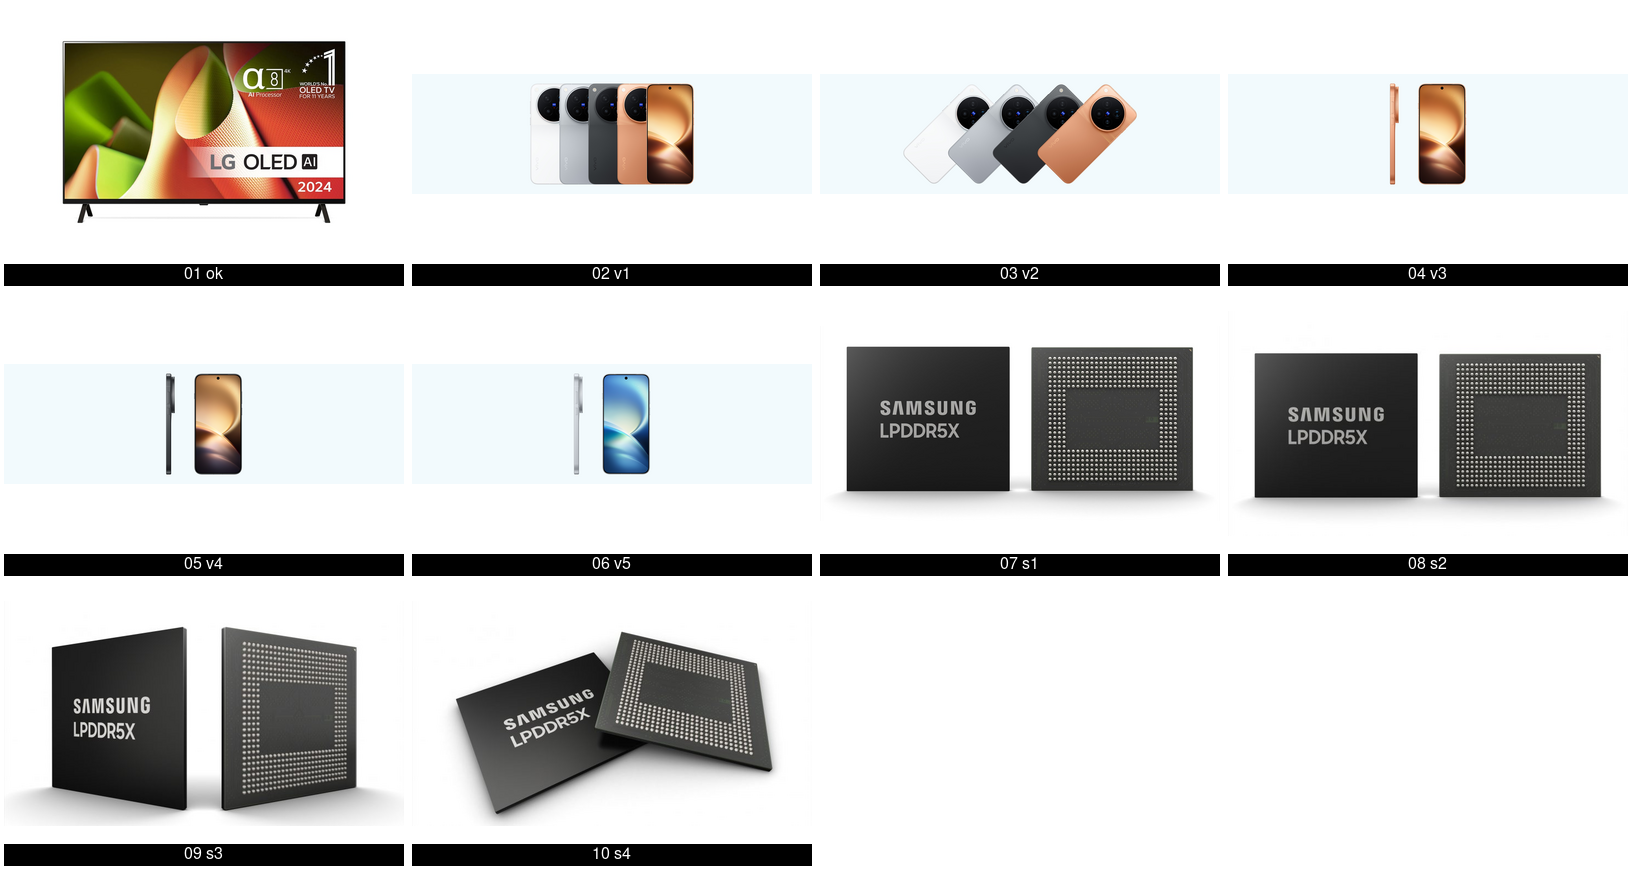 α8 4K
AI Processor
1
WORLD'S No.1
OLED TV
FOR 11 YEARS
LG OLED AI
2024
01 ok
02 v1
03 v2
04 v3
SAMSUNG
LPDDR5X
SAMSUNG
LPDDR5X
05 v4
06 v5
07 s1
08 s2
SAMSUNG
LPDDR5X
SAMSUNG
LPDDR5X
09 s3
10 s4